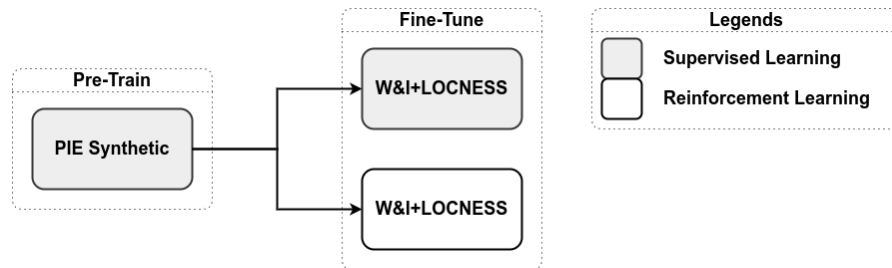 Pre-Train
PIE Synthetic
Fine-Tune
W&I+LOCNESS
W&I+LOCNESS
Legends
Supervised Learning
Reinforcement Learning